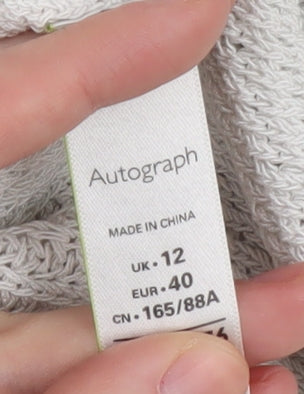 Autograph
MADE IN CHINA
UK • 12
EUR • 40
CN • 165/88A